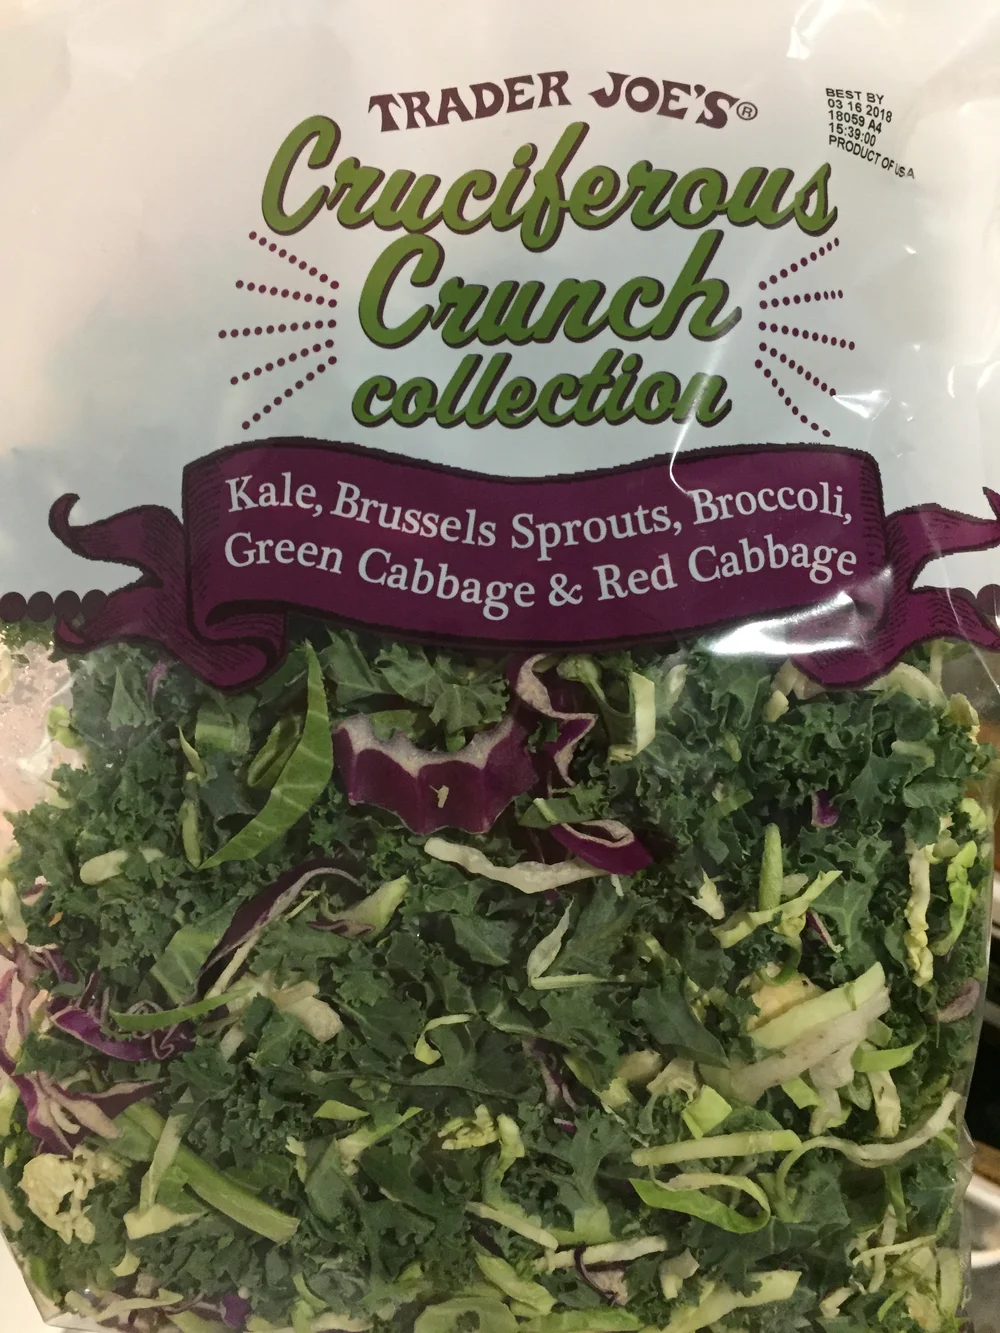 TRADER JOE'S®
BEST BY
03 16 2018
18059 A4
15:39:00
PRODUCT OF USA
Cruciferous
Crunch
collection
Kale, Brussels Sprouts, Broccoli,
Green Cabbage & Red Cabbage